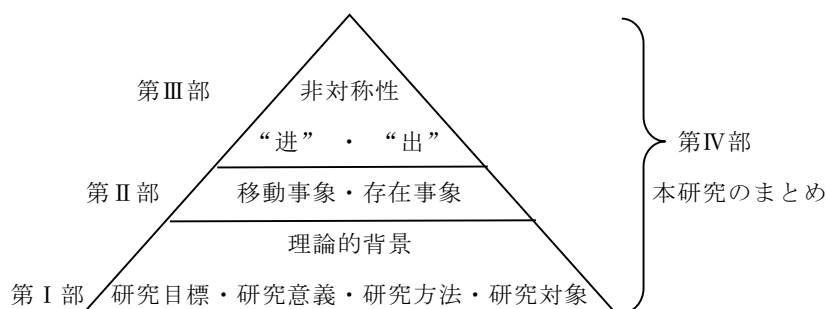 第Ⅲ部 非対称性
“进” ・ “出” 第Ⅳ部
第Ⅱ部 移動事象・存在事象 本研究のまとめ
理論的背景
第Ⅰ部 研究目標・研究意義・研究方法・研究対象